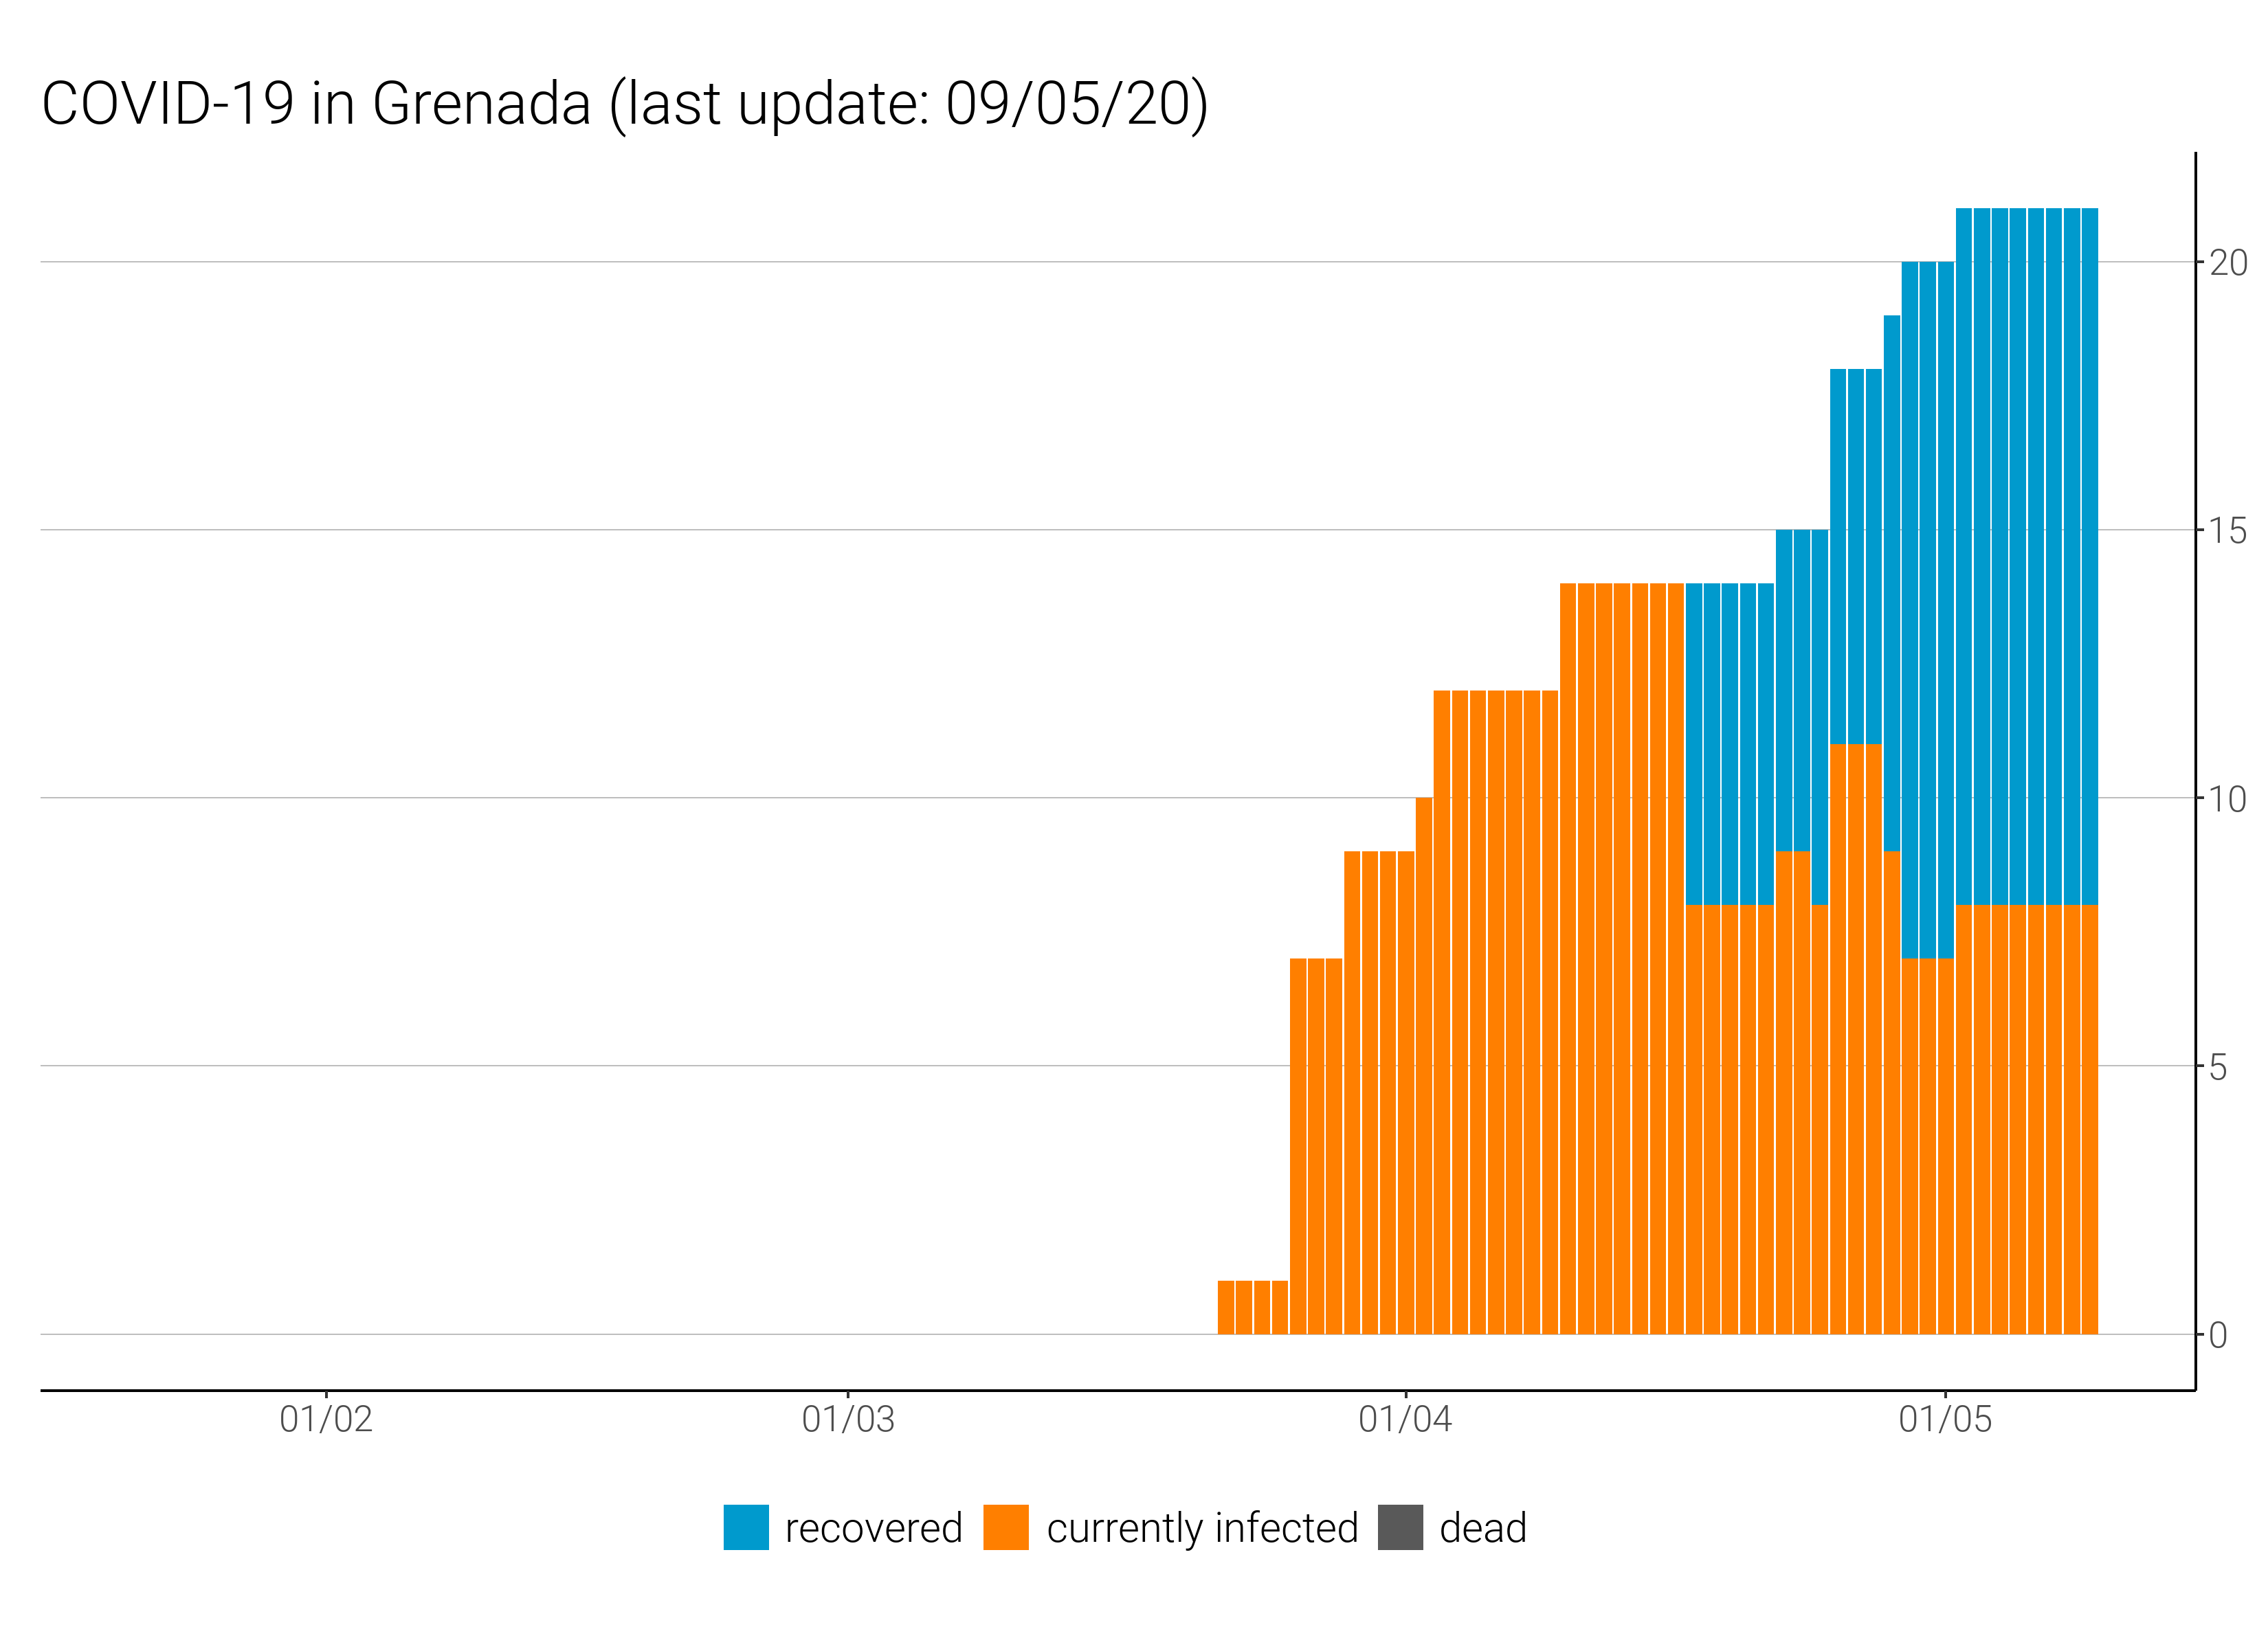 COVID-19 in Grenada (last update: 09/05/20)
20
15
10
5
0
01/02 01/03 01/04 01/05
recovered currently infected dead